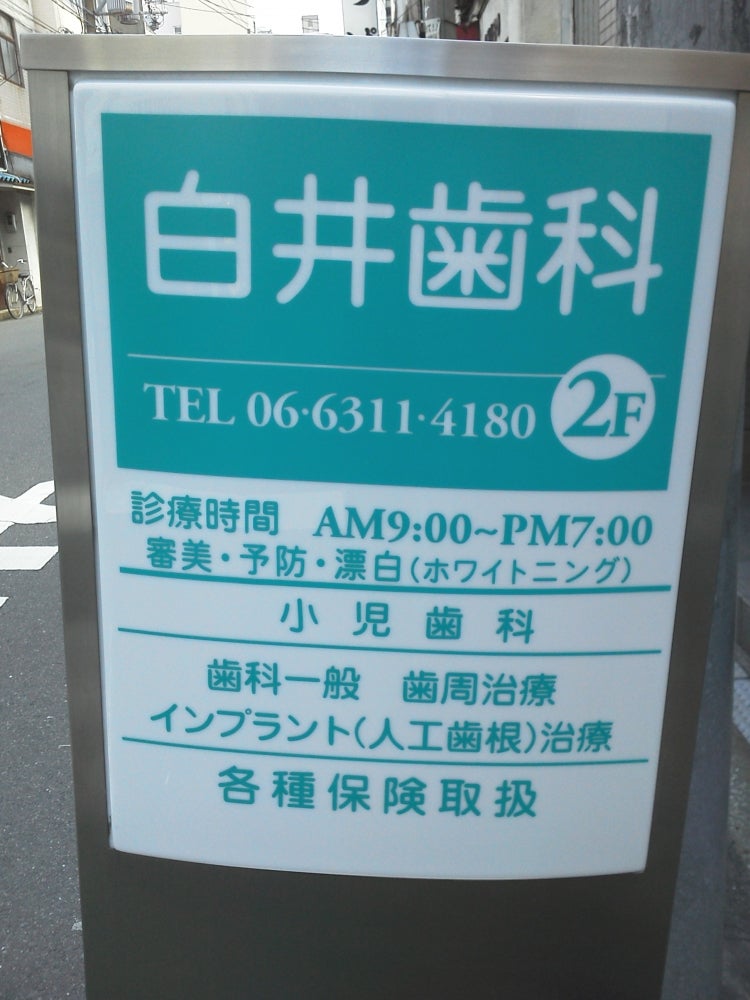 白井歯科
TEL 06·6311·4180 2F
診療時間 AM9:00~PM7:00
審美・予防・漂白(ホワイトニング)
小児歯科
歯科一般 歯周治療
インプラント(人工歯根)治療
各種保険取扱